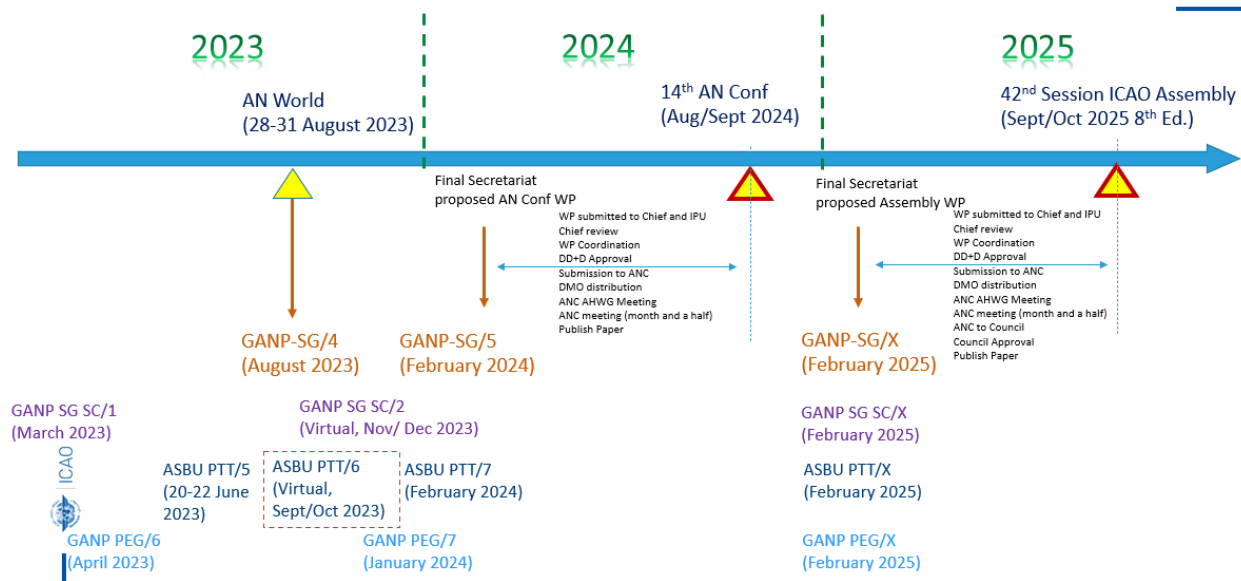 2023
2024
2025
AN World
(28-31 August 2023)
14th AN Conf
(Aug/Sept 2024)
42nd Session ICAO Assembly
(Sept/Oct 2025 8th Ed.)
Final Secretariat
proposed AN Conf WP
WP submitted to Chief and IPU
Chief review
WP Coordination
DD+D Approval
Submission to ANC
DMO distribution
ANC AHWG Meeting
ANC meeting (month and a half)
Publish Paper
Final Secretariat
proposed Assembly WP
WP submitted to Chief and IPU
Chief review
WP Coordination
DD+D Approval
Submission to ANC
DMO distribution
ANC AHWG Meeting
ANC meeting (month and a half)
ANC to Council
Council Approval
Publish Paper
GANP-SG/4
(August 2023)
GANP-SG/5
(February 2024)
GANP-SG/X
(February 2025)
GANP SG SC/1
(March 2023)
GANP SG SC/2
(Virtual, Nov/ Dec 2023)
GANP SG SC/X
(February 2025)
ICAO
ASBU PTT/5
(20-22 June
2023)
ASBU PTT/6
(Virtual,
Sept/Oct 2023)
ASBU PTT/7
(February 2024)
ASBU PTT/X
(February 2025)
GANP PEG/6
(April 2023)
GANP PEG/7
(January 2024)
GANP PEG/X
(February 2025)